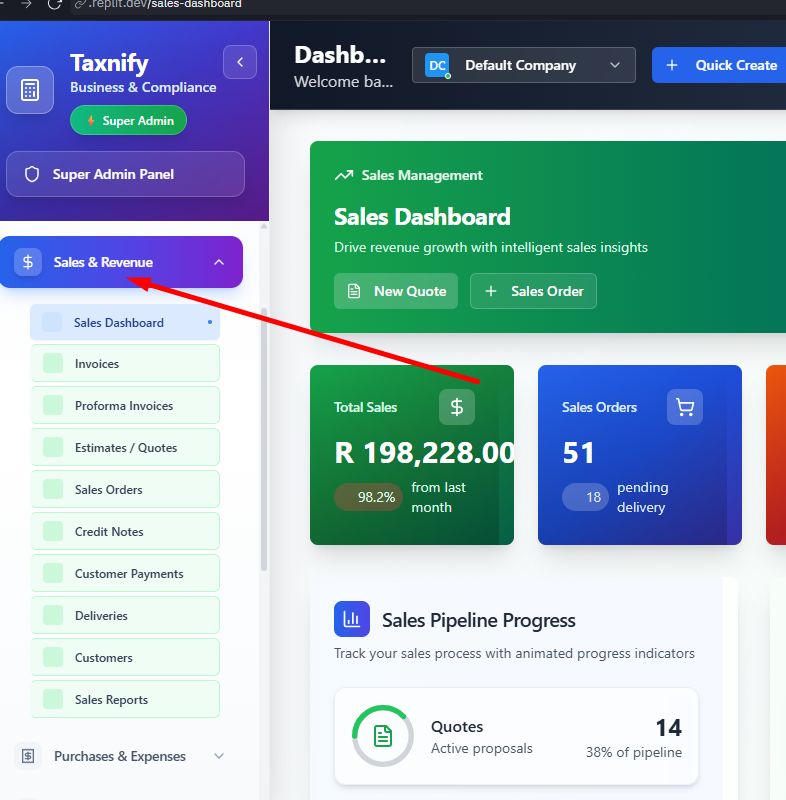 .replit.dev/sales-dashboard
Taxnify
Business & Compliance
Super Admin
Super Admin Panel
Sales & Revenue
Sales Dashboard
Invoices
Proforma Invoices
Estimates / Quotes
Sales Orders
Credit Notes
Customer Payments
Deliveries
Customers
Sales Reports
Purchases & Expenses
Dashb...
Welcome ba...
DC Default Company
Quick Create
Sales Management
Sales Dashboard
Drive revenue growth with intelligent sales insights
New Quote
Sales Order
Total Sales
R 198,228.00
98.2% from last
month
Sales Orders
51
18 pending
delivery
Sales Pipeline Progress
Track your sales process with animated progress indicators
Quotes
Active proposals
14
38% of pipeline